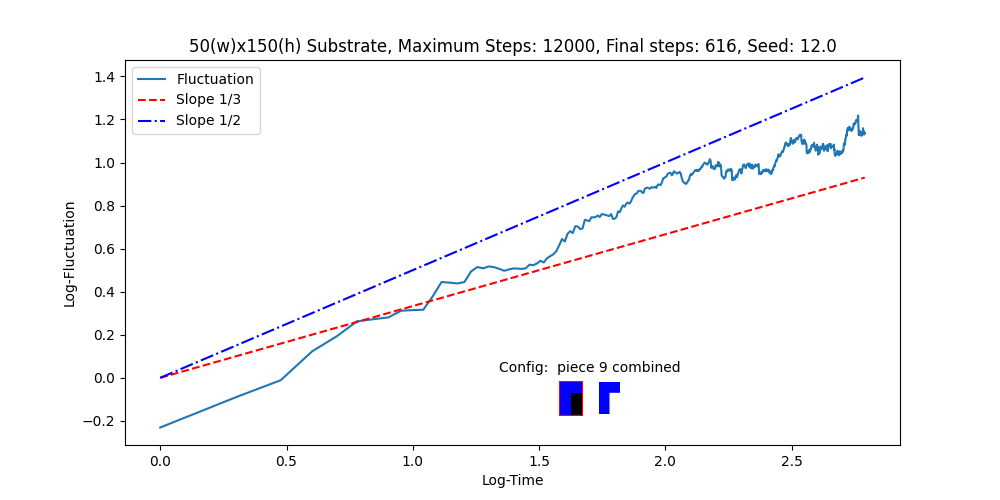 50(w)x150(h) Substrate, Maximum Steps: 12000, Final steps: 616, Seed: 12.0
Fluctuation
Slope 1/3
Slope 1/2
Log-Fluctuation
1.4
1.2
1.0
0.8
0.6
0.4
0.2
0.0
−0.2
Config:  piece 9 combined
0.0 0.5 1.0 1.5 2.0 2.5
Log-Time